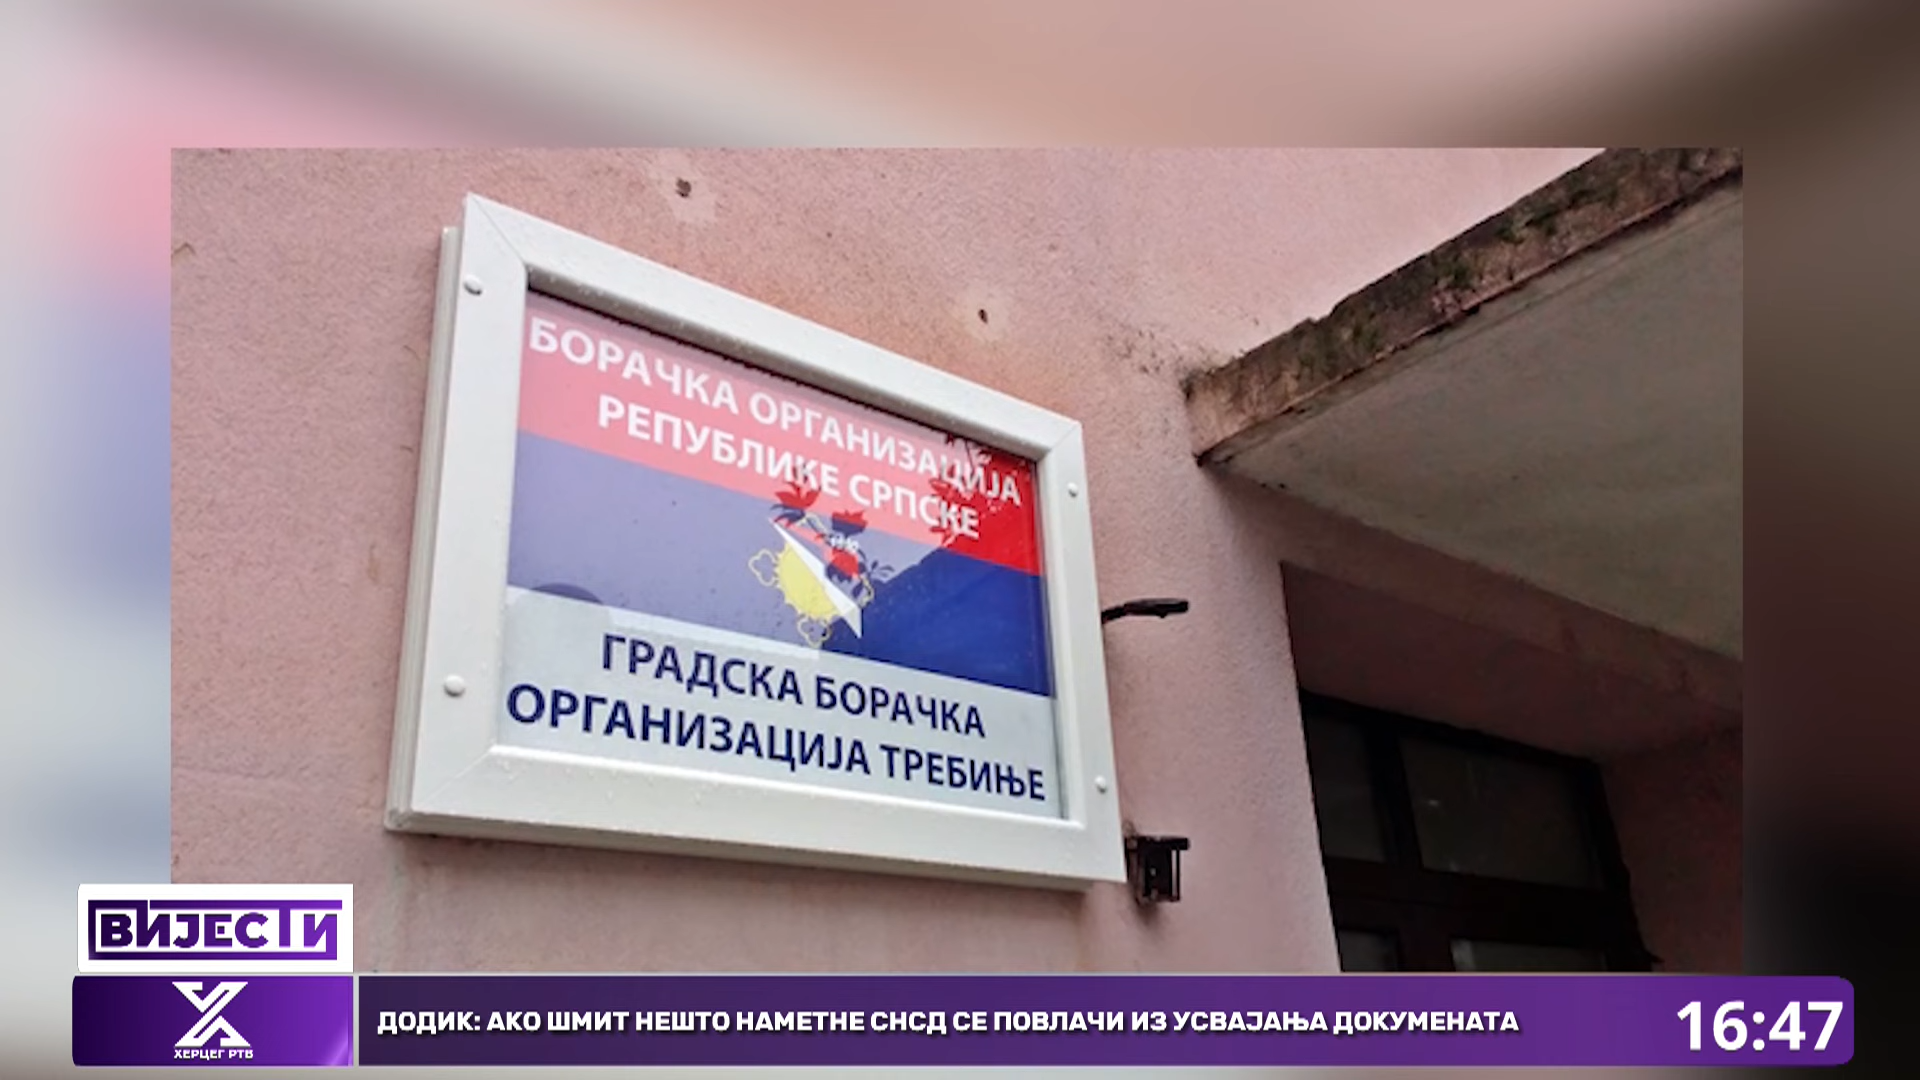 БОРАЧКА ОРГАНИЗАЦИЈА
РЕПУБЛИКЕ СРПСКЕ
ГРАДСКА БОРАЧКА
ОРГАНИЗАЦИЈА ТРЕБИЊЕ
ВИЈЕСТИ
ХЕРЦЕГ РТВ
ДОДИК: АКО ШМИТ НЕШТО НАМЕТНЕ СНСД СЕ ПОВЛАЧИ ИЗ УСВАЈАЊА ДОКУМЕНАТА
16:47